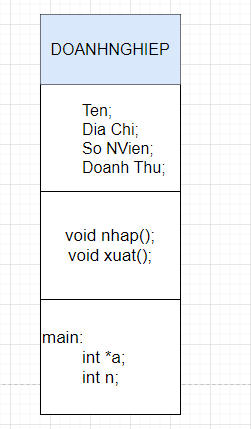 DOANHNGHIEP
Ten;
Dia Chi;
So NVien;
Doanh Thu;
void nhap();
void xuat();
main:
int *a;
int n;